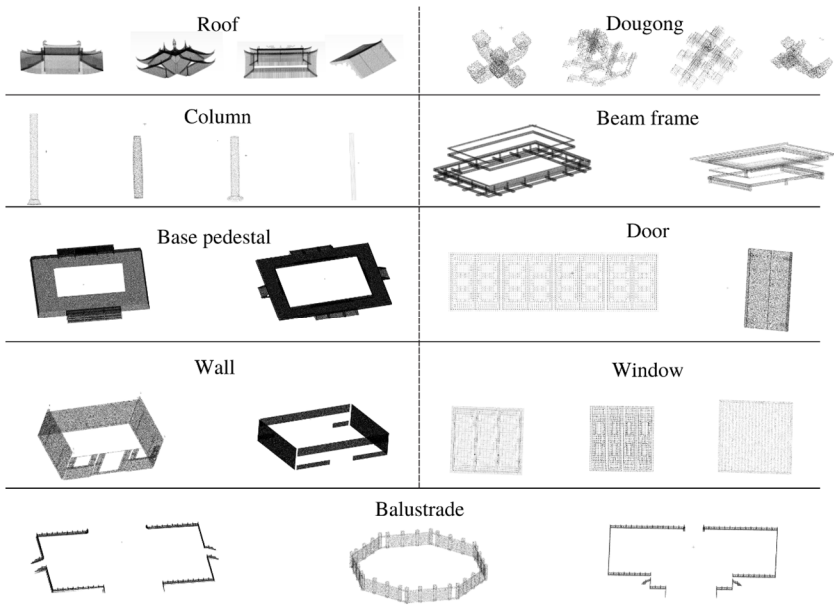 Roof
Dougong
Column
Beam frame
Base pedestal
Door
Wall
Window
Balustrade